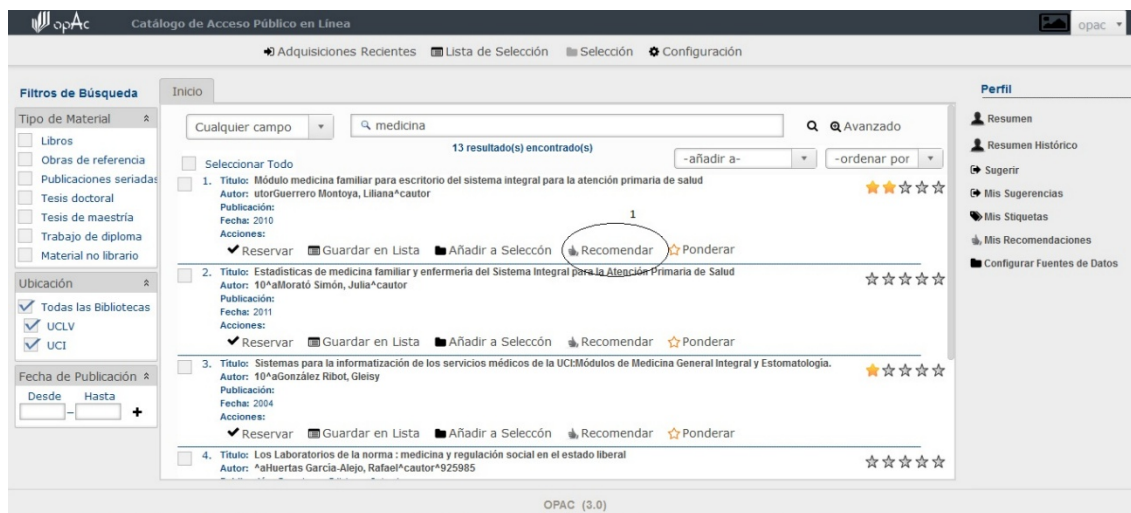 opAc Catálogo de Acceso Público en Línea opac
Adquisiciones Recientes Lista de Selección Selección Configuración
Filtros de Búsqueda
Tipo de Material
Libros
Obras de referencia
Publicaciones seriadas
Tesis doctoral
Tesis de maestría
Trabajo de diploma
Material no librario
Ubicación
Todas las Bibliotecas
UCLV
UCI
Fecha de Publicación
Desde Hasta
– +
Inicio
Cualquier campo medicina Avanzado
13 resultado(s) encontrado(s)
Seleccionar Todo -añadir a- -ordenar por
1. Título: Módulo medicina familiar para escritorio del sistema integral para la atención primaria de salud
Autor: utorGuerrero Montoya, Liliana^cautor
Publicación:
Fecha: 2010
1
Acciones:
Reservar Guardar en Lista Añadir a Seleccón Recomendar Ponderar
2. Título: Estadísticas de medicina familiar y enfermería del Sistema Integral para la Atención Primaria de Salud
Autor: 10^aMorató Simón, Julia^cautor
Publicación:
Fecha: 2011
Acciones:
Reservar Guardar en Lista Añadir a Seleccón Recomendar Ponderar
3. Título: Sistemas para la informatización de los servicios médicos de la UCI:Módulos de Medicina General Integral y Estomatología.
Autor: 10^aGonzález Ribot, Gleisy
Publicación:
Fecha: 2004
Acciones:
Reservar Guardar en Lista Añadir a Seleccón Recomendar Ponderar
4. Título: Los Laboratorios de la norma : medicina y regulación social en el estado liberal
Autor: ^aHuertas García-Alejo, Rafael^cautor^925985
Perfil
Resumen
Resumen Histórico
Sugerir
Mis Sugerencias
Mis Stiquetas
Mis Recomendaciones
Configurar Fuentes de Datos
OPAC (3.0)